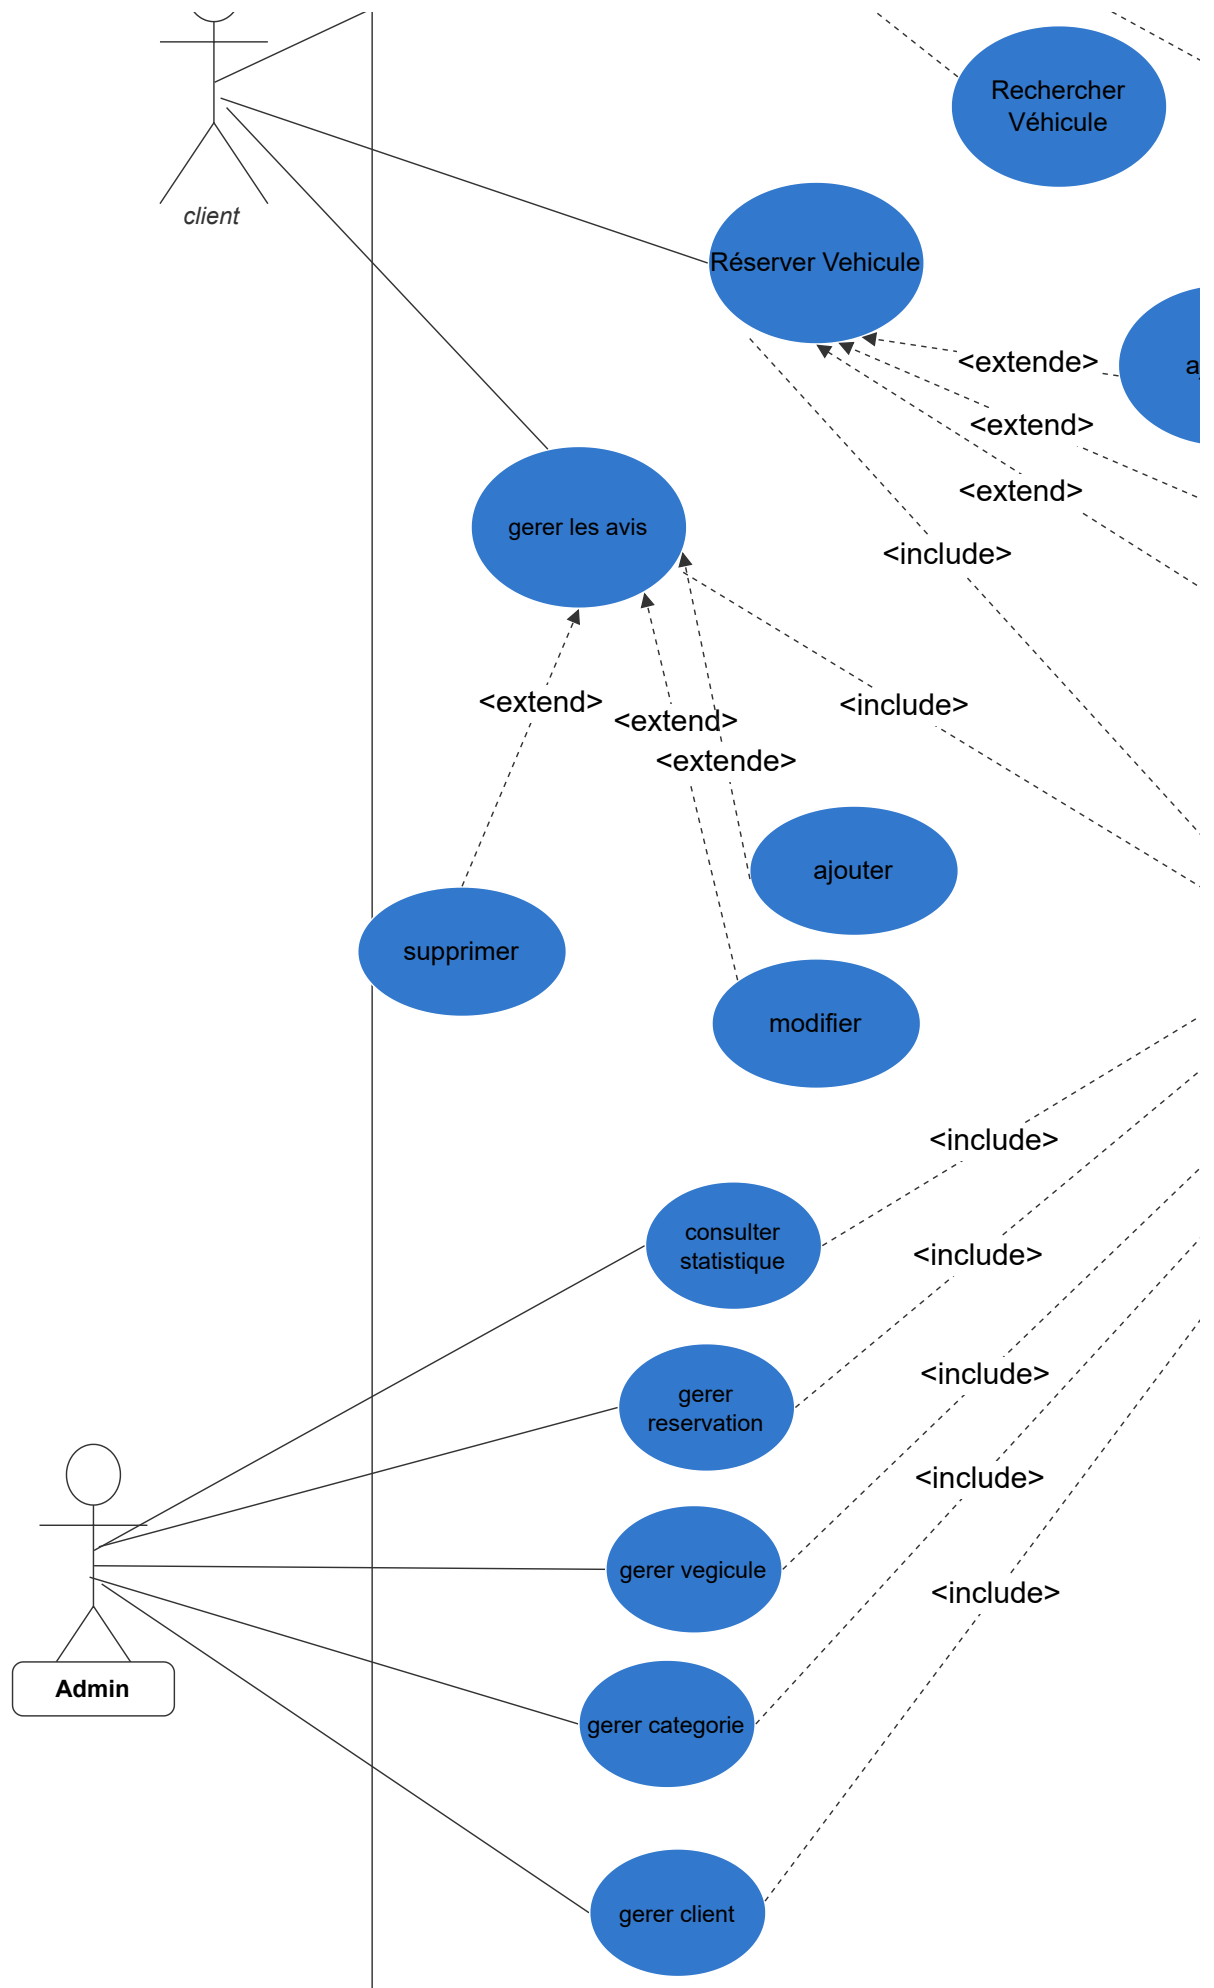 Rechercher
Véhicule
client
Réserver Vehicule
<extende>
<extend>
<extend>
gerer les avis
<include>
<extend>
<include>
<extend>
<extende>
ajouter
supprimer
modifier
<include>
consulter
statistique
<include>
gerer
reservation
<include>
<include>
gerer vegicule
<include>
Admin
gerer categorie
gerer client